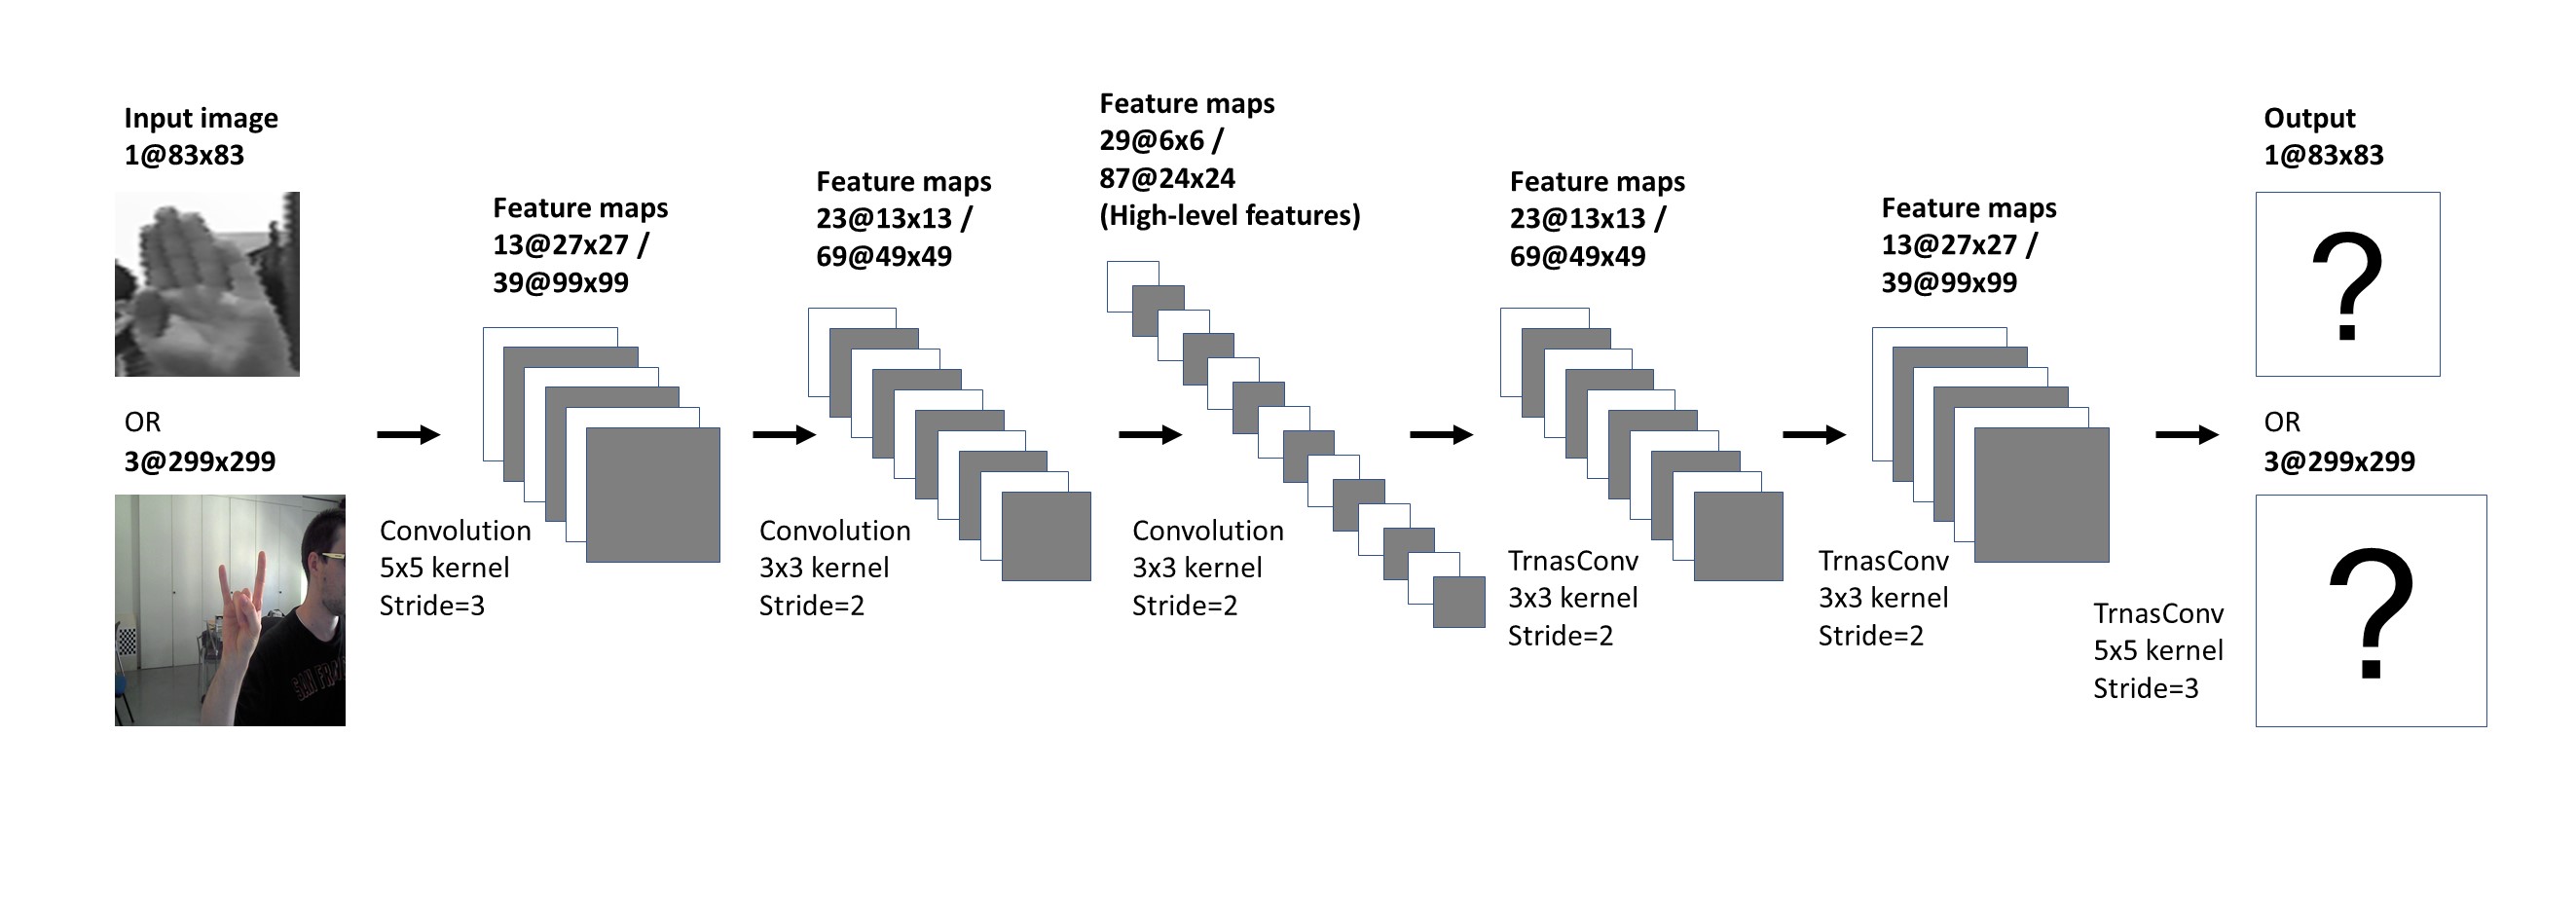 Input image
1@83x83
OR
3@299x299
Convolution
5x5 kernel
Stride=3
Feature maps
13@27x27 /
39@99x99
Convolution
3x3 kernel
Stride=2
Feature maps
23@13x13 /
69@49x49
Convolution
3x3 kernel
Stride=2
Feature maps
29@6x6 /
87@24x24
(High-level features)
TrnasConv
3x3 kernel
Stride=2
Feature maps
23@13x13 /
69@49x49
TrnasConv
3x3 kernel
Stride=2
Feature maps
13@27x27 /
39@99x99
TrnasConv
5x5 kernel
Stride=3
Output
1@83x83
?
OR
3@299x299
?
SAN